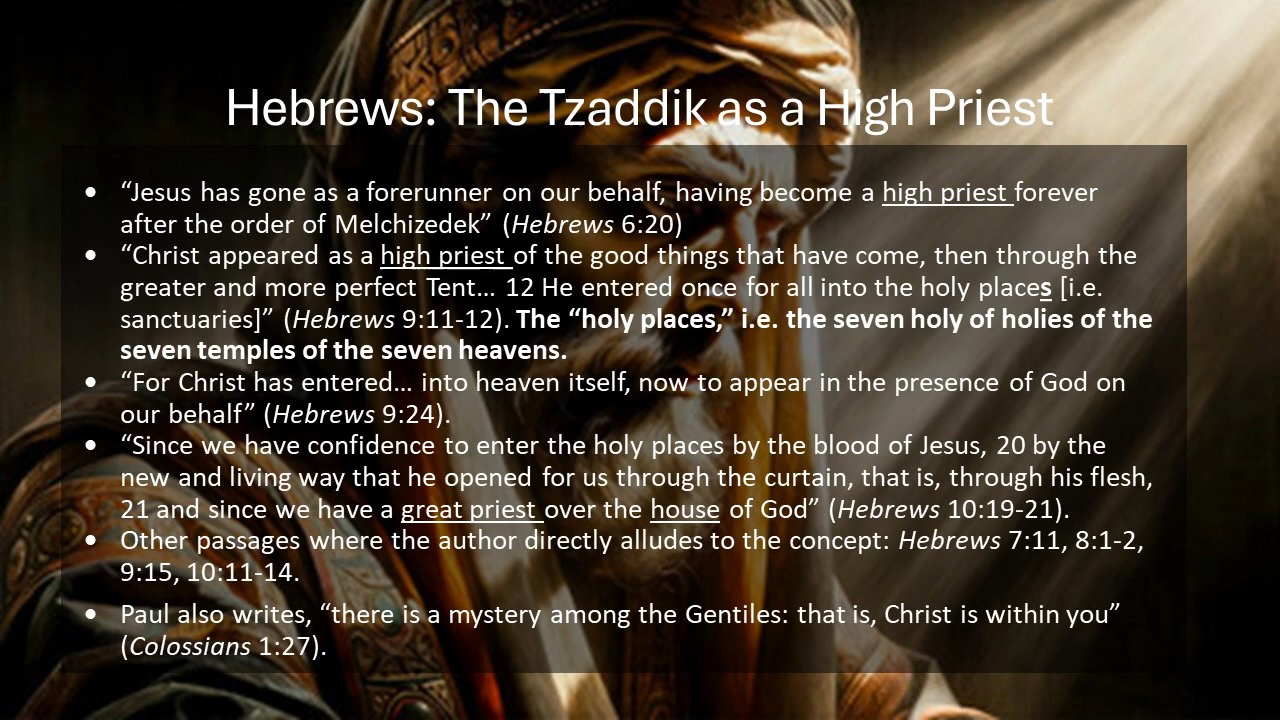 Hebrews: The Tzaddik as a High Priest
• “Jesus has gone as a forerunner on our behalf, having become a high priest forever
after the order of Melchizedek” (Hebrews 6:20)
• “Christ appeared as a high priest of the good things that have come, then through the
greater and more perfect Tent… 12 He entered once for all into the holy places [i.e.
sanctuaries]” (Hebrews 9:11-12). The “holy places,” i.e. the seven holy of holies of the
seven temples of the seven heavens.
• “For Christ has entered… into heaven itself, now to appear in the presence of God on
our behalf” (Hebrews 9:24).
• “Since we have confidence to enter the holy places by the blood of Jesus, 20 by the
new and living way that he opened for us through the curtain, that is, through his flesh,
21 and since we have a great priest over the house of God” (Hebrews 10:19-21).
• Other passages where the author directly alludes to the concept: Hebrews 7:11, 8:1-2,
9:15, 10:11-14.
• Paul also writes, “there is a mystery among the Gentiles: that is, Christ is within you”
(Colossians 1:27).